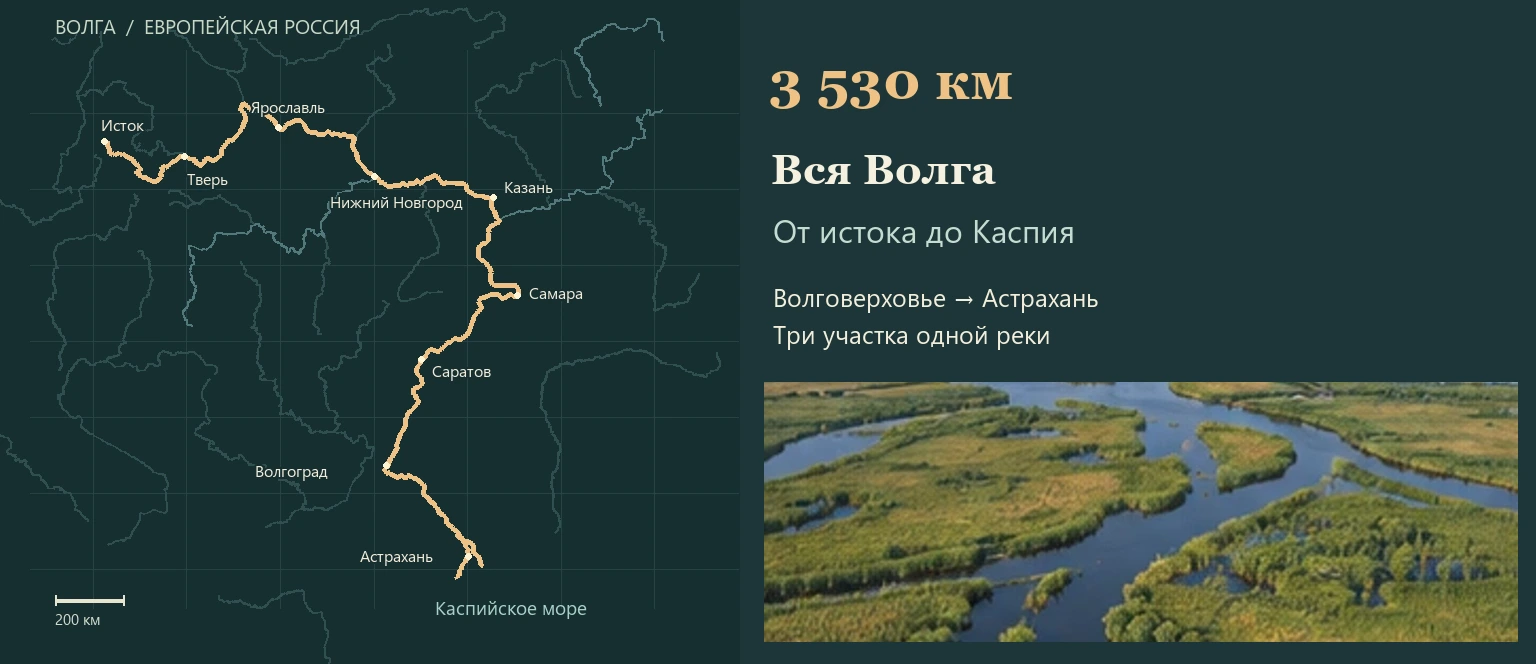 ВОЛГА / ЕВРОПЕЙСКАЯ РОССИЯ
Ярославль
Исток
Тверь
Казань
Нижний Новгород
Самара
Саратов
Волгоград
Астрахань
Каспийское море
200 км
3 530 км
Вся Волга
От истока до Каспия
Волговерховье → Астрахань
Три участка одной реки